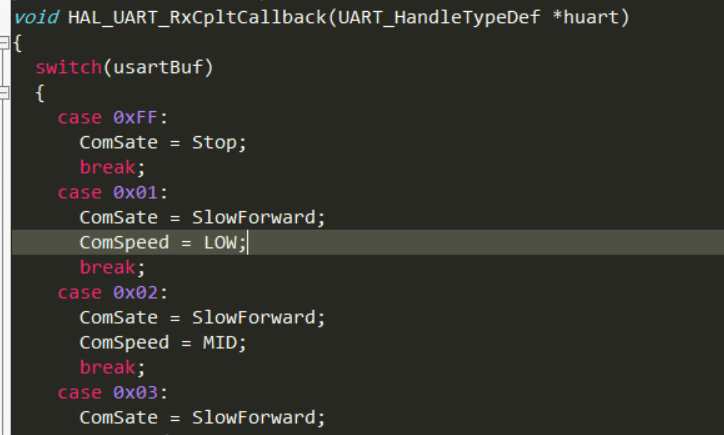 void HAL_UART_RxCpltCallback(UART_HandleTypeDef *huart)
{
  switch(usartBuf)
  {
    case 0xFF:
      ComSate = Stop;
      break;
    case 0x01:
      ComSate = SlowForward;
      ComSpeed = LOW;
      break;
    case 0x02:
      ComSate = SlowForward;
      ComSpeed = MID;
      break;
    case 0x03:
      ComSate = SlowForward;